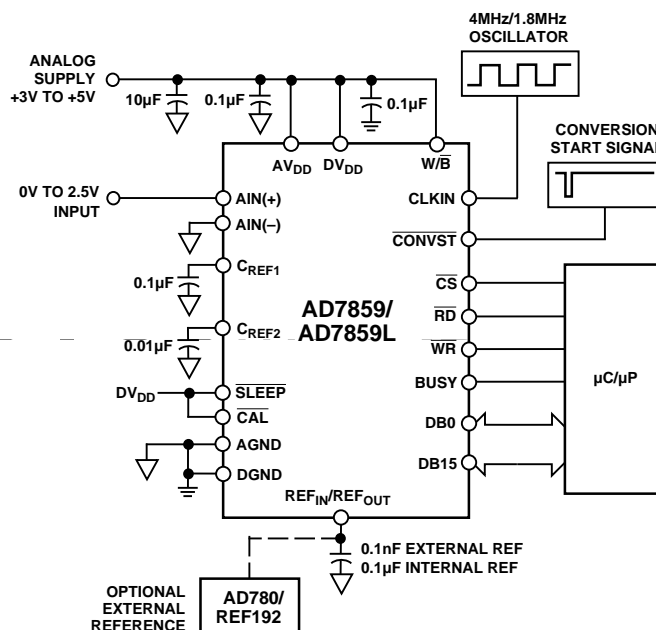 4MHz/1.8MHz
OSCILLATOR
ANALOG
SUPPLY
+3V TO +5V
10µF
0.1µF
0.1µF
CONVERSION
START SIGNAL
AVDD
DVDD
W/B
0V TO 2.5V
INPUT
AIN(+)
CLKIN
AIN(–)
CONVST
CREF1
0.1µF
CS
AD7859/
AD7859L
RD
CREF2
0.01µF
WR
DVDD
SLEEP
BUSY
µC/µP
CAL
DB0
AGND
DGND
DB15
REFIN/REFOUT
0.1nF EXTERNAL REF
0.1µF INTERNAL REF
OPTIONAL
EXTERNAL
REFERENCE
AD780/
REF192